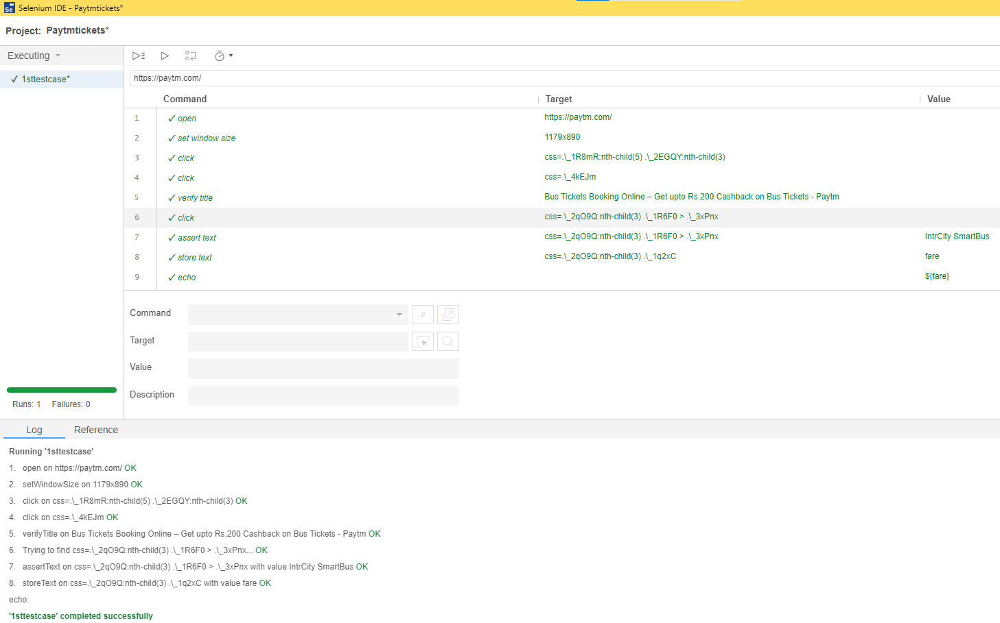 Selenium IDE - Paytmtickets*
Project: Paytmtickets*
Executing
✓ 1sttestcase*
https://paytm.com/
Command Target Value
1 ✓ open https://paytm.com/
2 ✓ set window size 1179x890
3 ✓ click css=.\_1R8mR:nth-child(5) .\_2EGQY:nth-child(3)
4 ✓ click css=.\_4kEJm
5 ✓ verify title Bus Tickets Booking Online – Get upto Rs.200 Cashback on Bus Tickets - Paytm
6 ✓ click css=.\_2qO9Q:nth-child(3) .\_1R6F0 > .\_3xPnx
7 ✓ assert text css=.\_2qO9Q:nth-child(3) .\_1R6F0 > .\_3xPnx IntrCity SmartBus
8 ✓ store text css=.\_2qO9Q:nth-child(3) .\_1q2xC fare
9 ✓ echo ${fare}
Command //
Target
Value
Description
Runs: 1 Failures: 0
Log Reference
Running '1sttestcase'
1. open on https://paytm.com/ OK
2. setWindowSize on 1179x890 OK
3. click on css=.\_1R8mR:nth-child(5) .\_2EGQY:nth-child(3) OK
4. click on css=.\_4kEJm OK
5. verifyTitle on Bus Tickets Booking Online – Get upto Rs.200 Cashback on Bus Tickets - Paytm OK
6. Trying to find css=.\_2qO9Q:nth-child(3) .\_1R6F0 > .\_3xPnx... OK
7. assertText on css=.\_2qO9Q:nth-child(3) .\_1R6F0 > .\_3xPnx with value IntrCity SmartBus OK
8. storeText on css=.\_2qO9Q:nth-child(3) .\_1q2xC with value fare OK
echo:
'1sttestcase' completed successfully